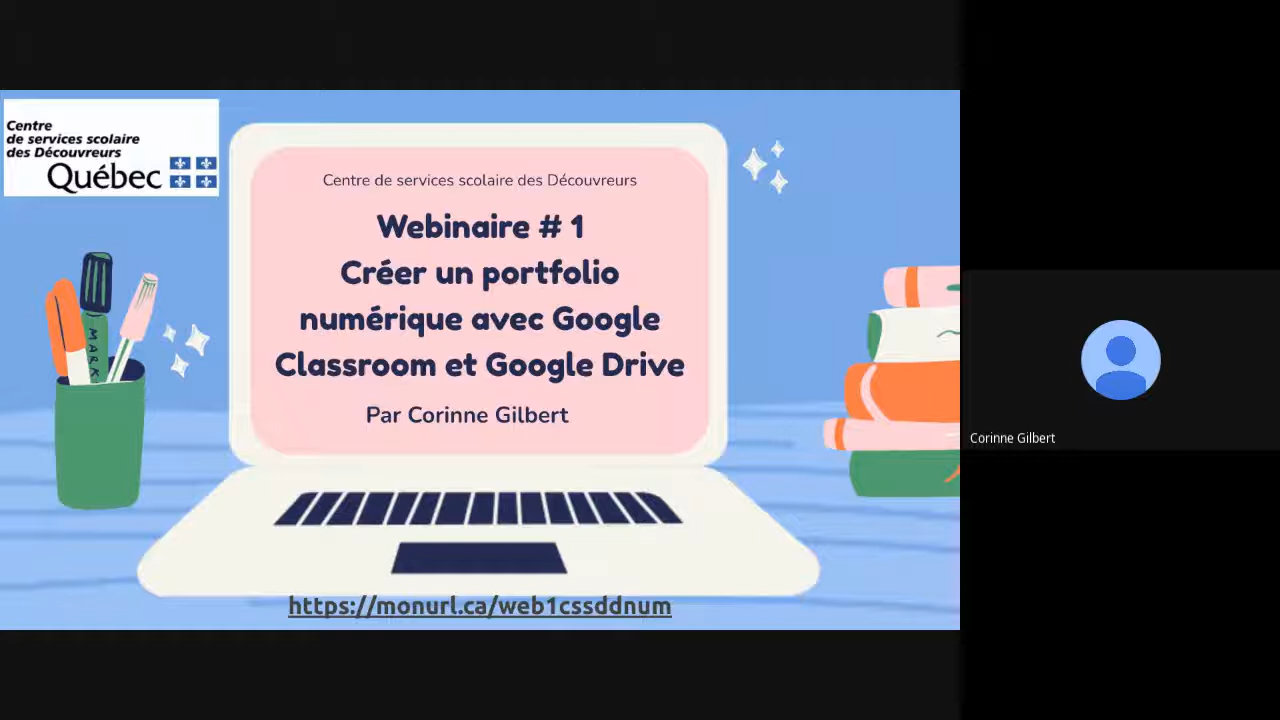 Centre
de services scolaire
des Découvreurs
Québec
Centre de services scolaire des Découvreurs
Webinaire # 1
Créer un portfolio
numérique avec Google
Classroom et Google Drive
Par Corinne Gilbert
MARK
https://monurl.ca/web1cssddnum
Corinne Gilbert